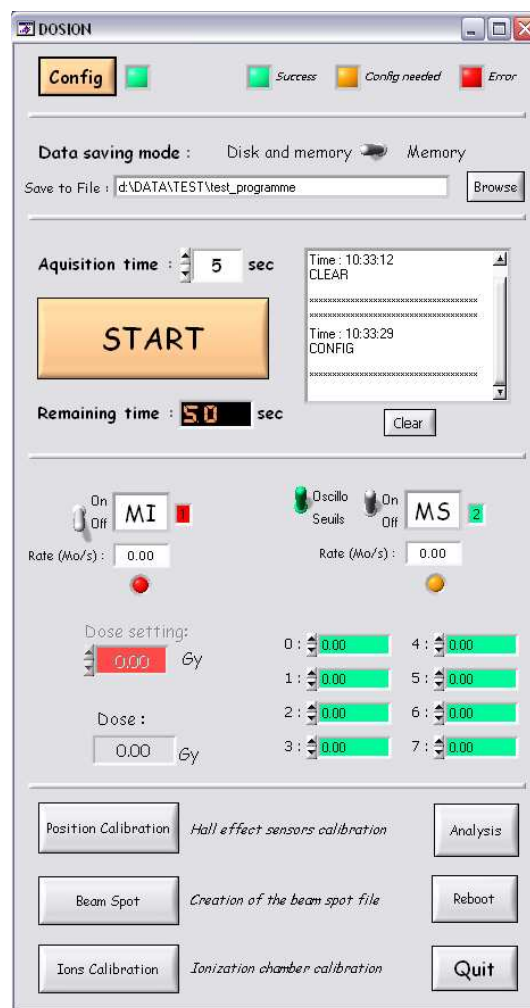 DOSION
Config Success Config needed Error
Data saving mode : Disk and memory Memory
Save to File : d:\DATA\TEST\test_programme Browse
Aquisition time : 5 sec
START
Remaining time : 5.0 sec
Time : 10:33:12
CLEAR
************************************
************************************
Time : 10:33:29
CONFIG
************************************
Clear
On
Off
MI 1
Rate (Mo/s) : 0.00
Oscillo
Seuils
On
Off
MS 2
Rate (Mo/s) : 0.00
Dose setting:
0.00 Gy
Dose :
0.00 Gy
0 : 0.00 4 : 0.00
1 : 0.00 5 : 0.00
2 : 0.00 6 : 0.00
3 : 0.00 7 : 0.00
Position Calibration Hall effect sensors calibration Analysis
Beam Spot Creation of the beam spot file Reboot
Ions Calibration Ionization chamber calibration Quit